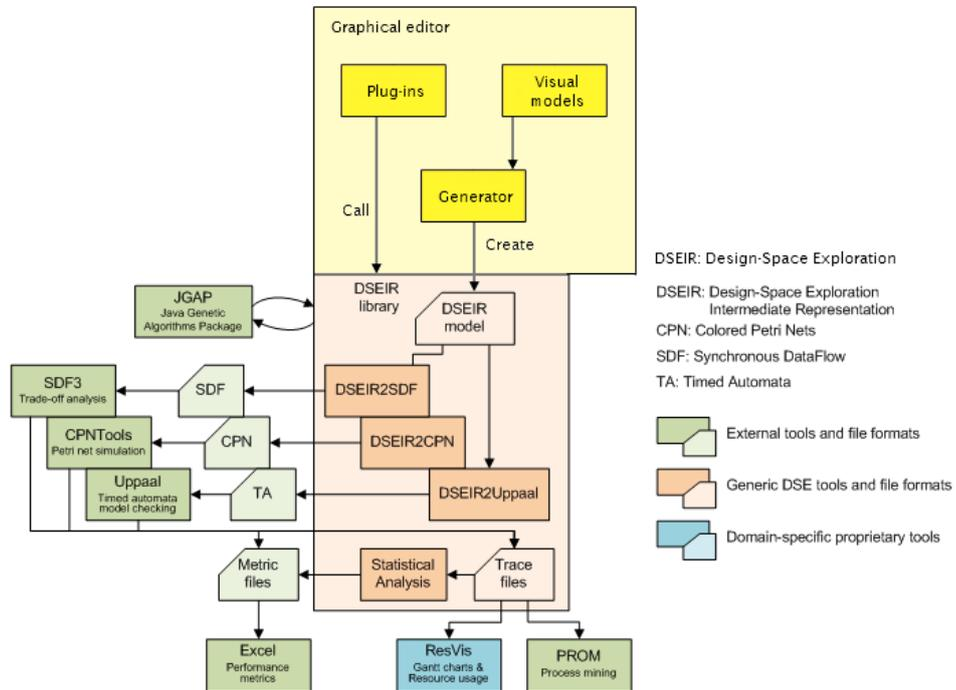 Graphical editor
Plug-ins
Visual
models
Generator
Call
Create
DSEIR: Design-Space Exploration
DSEIR
library
DSEIR
model
JGAP
Java Genetic
Algorithms Package
DSEIR: Design-Space Exploration
Intermediate Representation
CPN: Colored Petri Nets
SDF: Synchronous DataFlow
TA: Timed Automata
SDF3
Trade-off analysis
SDF
DSEIR2SDF
CPNTools
Petri net simulation
CPN
DSEIR2CPN
Uppaal
Timed automata
model checking
TA
DSEIR2Uppaal
External tools and file formats
Generic DSE tools and file formats
Domain-specific proprietary tools
Metric
files
Statistical
Analysis
Trace
files
Excel
Performance
metrics
ResVis
Gantt charts &
Resource usage
PROM
Process mining